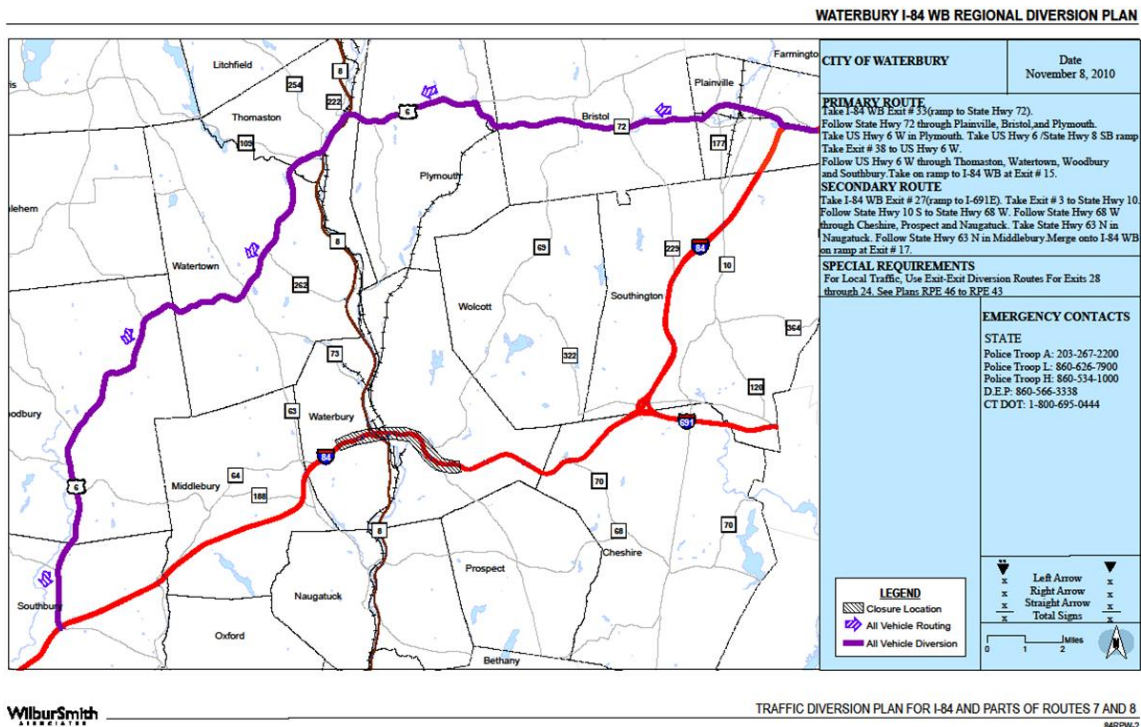 WATERBURY I-84 WB REGIONAL DIVERSION PLAN
CITY OF WATERBURY
Date
November 8, 2010
PRIMARY ROUTE
Take I-84 WB Exit # 33(ramp to State Hwy 72).
Follow State Hwy 72 through Plainville, Bristol,and Plymouth.
Take US Hwy 6 W in Plymouth. Take US Hwy 6 /State Hwy 8 SB ramp
Take Exit # 38 to US Hwy 6 W.
Follow US Hwy 6 W through Thomaston, Watertown, Woodbury
and Southbury.Take on ramp to I-84 WB at Exit # 15.
SECONDARY ROUTE
Take I-84 WB Exit # 27(ramp to I-691E). Take Exit # 3 to State Hwy 10.
Follow State Hwy 10 S to State Hwy 68 W. Follow State Hwy 68 W
through Cheshire, Prospect and Naugatuck. Take State Hwy 63 N in
Naugatuck. Follow State Hwy 63 N in Middlebury.Merge onto I-84 WB
on ramp at Exit # 17.
SPECIAL REQUIREMENTS
For Local Traffic, Use Exit-Exit Diversion Routes For Exits 28
through 24. See Plans RPE 46 to RPE 43
EMERGENCY CONTACTS
STATE
Police Troop A: 203-267-2200
Police Troop L: 860-626-7900
Police Troop H: 860-534-1000
D.E.P: 860-566-3338
CT DOT: 1-800-695-0444
x Left Arrow x
x Right Arrow x
x Straight Arrow x
x Total Signs x
Miles
0 1 2
N
LEGEND
Closure Location
All Vehicle Routing
All Vehicle Diversion
Litchfield
Farmingto
Plainville
8
254
222
6
Thomaston
Bristol
72
109
177
Plymouth
lehem
8
69
229
84
10
Watertown
262
Wolcott
Southington
364
73
322
120
oodbury
63
Waterbury
691
84
6
64
Middlebury
188
70
8
68
70
Cheshire
Prospect
Southbury
Naugatuck
Oxford
Bethany
WilburSmith
ASSOCIATES
TRAFFIC DIVERSION PLAN FOR I-84 AND PARTS OF ROUTES 7 AND 8
84RPW-2